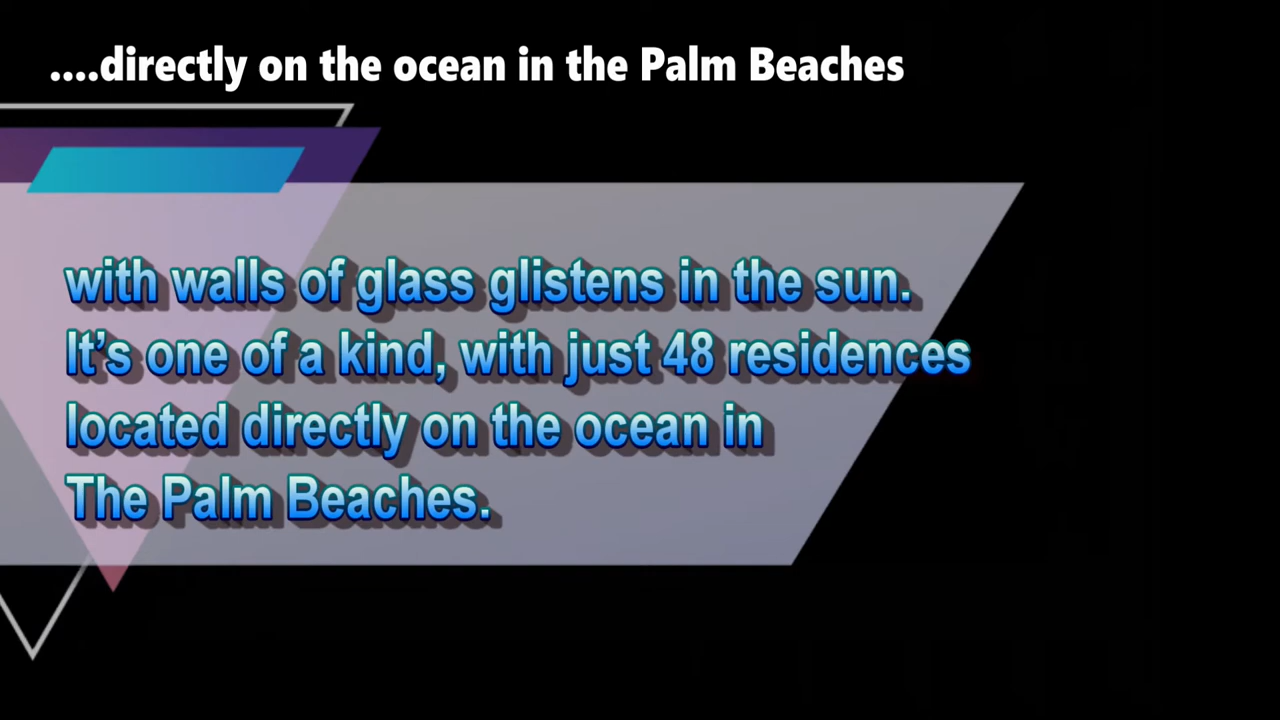 ....directly on the ocean in the Palm Beaches
with walls of glass glistens in the sun.
It’s one of a kind, with just 48 residences
located directly on the ocean in
The Palm Beaches.